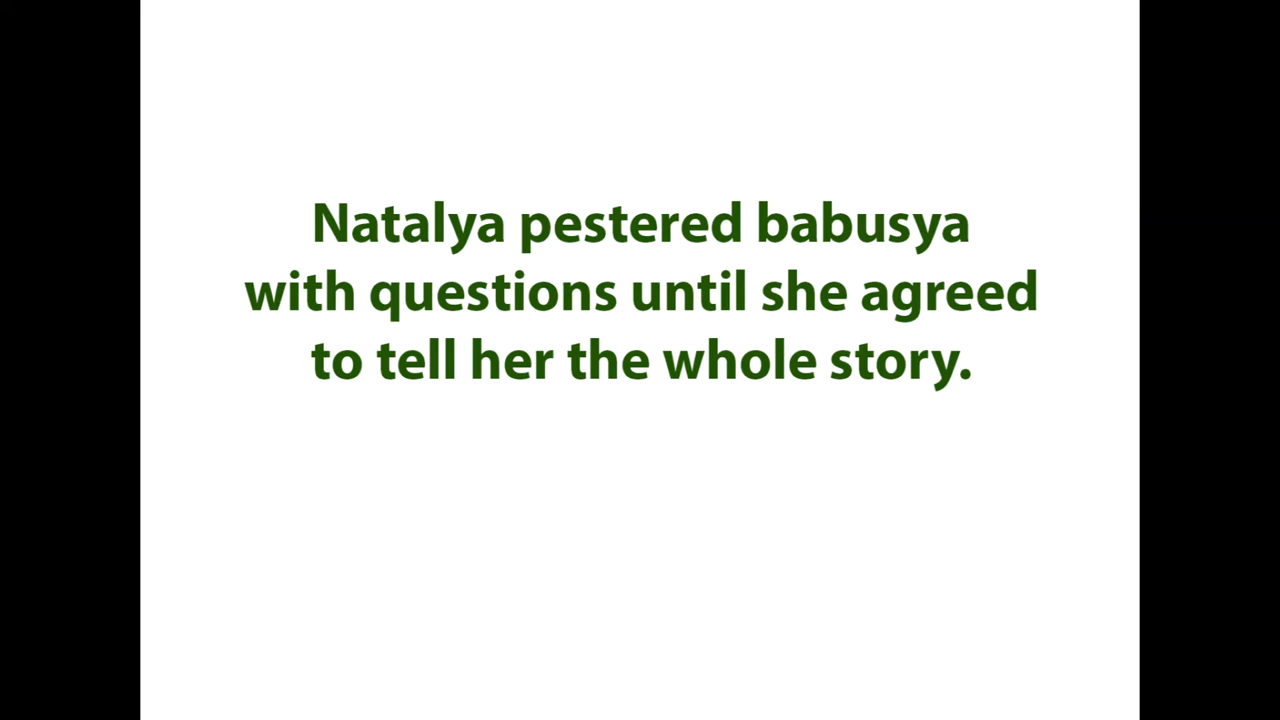 Natalya pestered babusya
with questions until she agreed
to tell her the whole story.